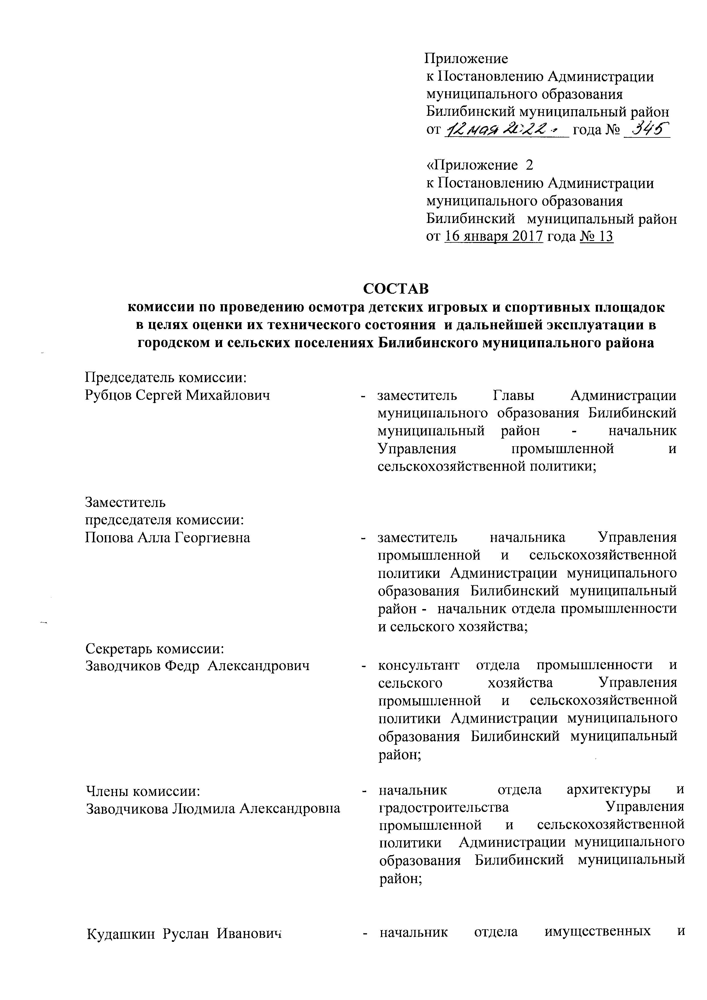 Приложение
к Постановлению Администрации
муниципального образования
Билибинский муниципальный район
от 12 мая 2022. года № 345
«Приложение 2
к Постановлению Администрации
муниципального образования
Билибинский муниципальный район
от 16 января 2017 года № 13
СОСТАВ
комиссии по проведению осмотра детских игровых и спортивных площадок
в целях оценки их технического состояния и дальнейшей эксплуатации в
городском и сельских поселениях Билибинского муниципального района
Председатель комиссии:
Рубцов Сергей Михайлович - заместитель Главы Администрации
муниципального образования Билибинский
муниципальный район - начальник
Управления промышленной и
сельскохозяйственной политики;
Заместитель
председателя комиссии:
Попова Алла Георгиевна - заместитель начальника Управления
промышленной и сельскохозяйственной
политики Администрации муниципального
образования Билибинский муниципальный
район - начальник отдела промышленности
и сельского хозяйства;
Секретарь комиссии:
Заводчиков Федр Александрович - консультант отдела промышленности и
сельского хозяйства Управления
промышленной и сельскохозяйственной
политики Администрации муниципального
образования Билибинский муниципальный
район;
Члены комиссии: - начальник отдела архитектуры и
Заводчикова Людмила Александровна градостроительства Управления
промышленной и сельскохозяйственной
политики Администрации муниципального
образования Билибинский муниципальный
район;
Кудашкин Руслан Иванович - начальник отдела имущественных и